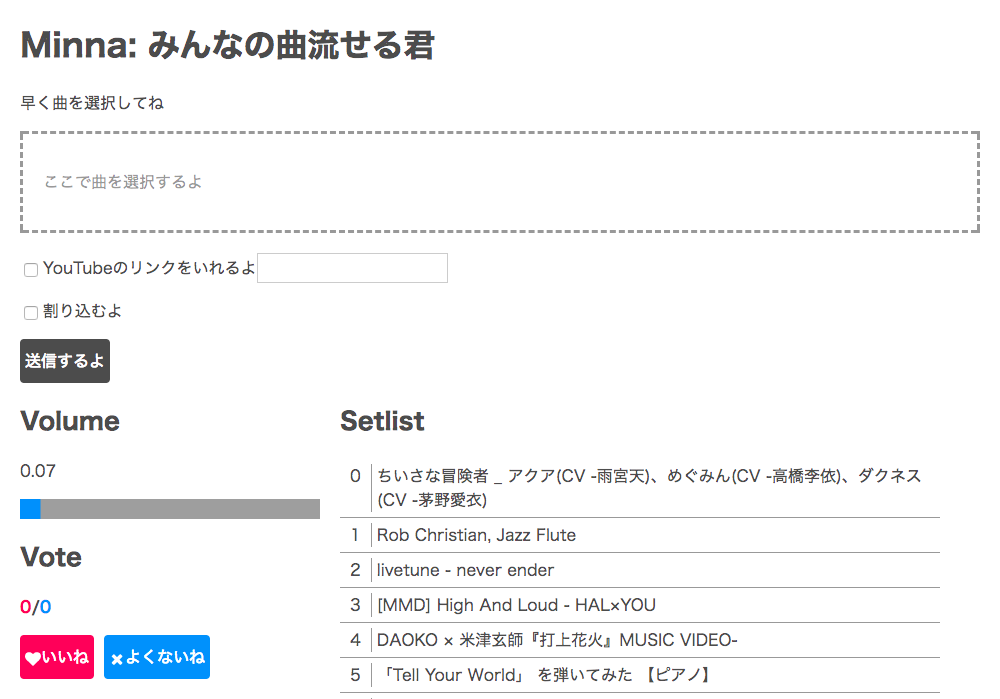 Minna: みんなの曲流せる君
早く曲を選択してね
ここで曲を選択するよ
YouTubeのリンクをいれるよ
割り込むよ
送信するよ
Volume
0.07
Vote
0/0
♥いいね
×よくないね
Setlist
0 ちいさな冒険者 _ アクア(CV -雨宮天)、めぐみん(CV -高橋李依)、ダクネス
(CV -茅野愛衣)
1 Rob Christian, Jazz Flute
2 livetune - never ender
3 [MMD] High And Loud - HAL×YOU
4 DAOKO × 米津玄師『打上花火』MUSIC VIDEO-
5 「Tell Your World」 を弾いてみた 【ピアノ】